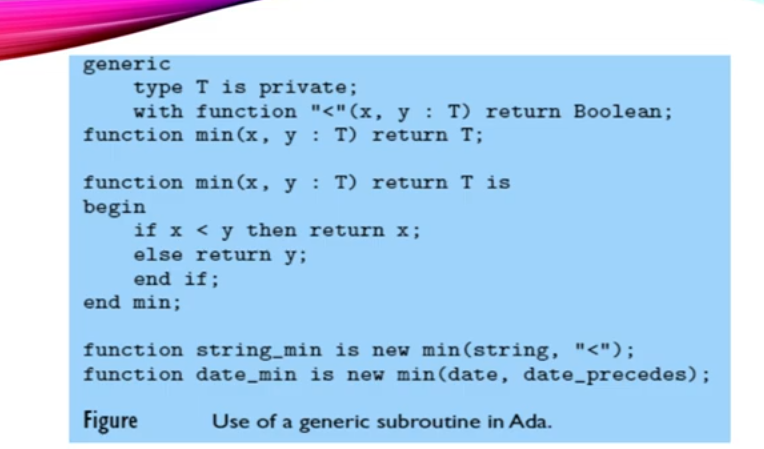 generic
type T is private;
with function "<"(x, y : T) return Boolean;
function min(x, y : T) return T;
function min(x, y : T) return T is
begin
if x < y then return x;
else return y;
end if;
end min;
function string_min is new min(string, "<");
function date_min is new min(date, date_precedes);
Figure Use of a generic subroutine in Ada.